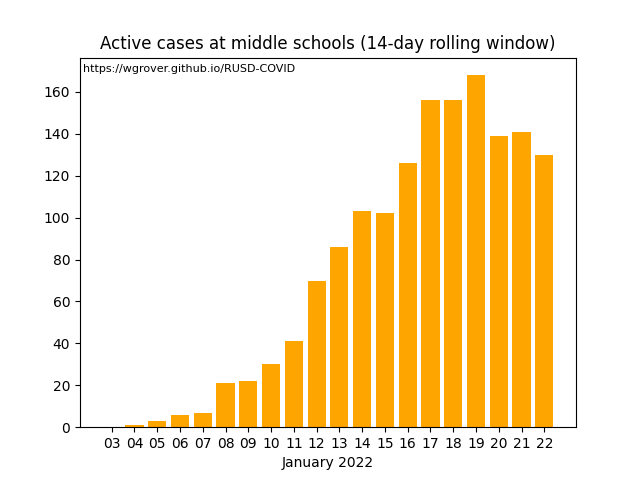 Active cases at middle schools (14-day rolling window)
https://wgrover.github.io/RUSD-COVID
160
140
120
100
80
60
40
20
0
03 04 05 06 07 08 09 10 11 12 13 14 15 16 17 18 19 20 21 22
January 2022